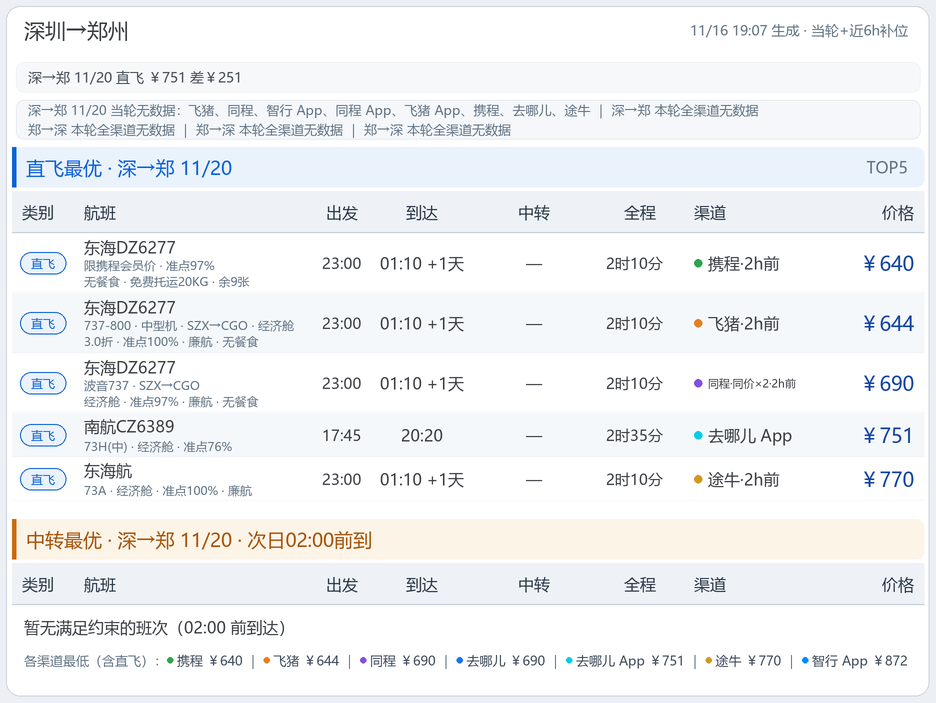 深圳→郑州
11/16 19:07 生成 · 当轮+近6h补位
深→郑 11/20 直飞 ￥751 差￥251
深→郑 11/20 当轮无数据：飞猪、同程、智行 App、同程 App、飞猪 App、携程、去哪儿、途牛 | 深→郑 本轮全渠道无数据
郑→深 本轮全渠道无数据 | 郑→深 本轮全渠道无数据 | 郑→深 本轮全渠道无数据
直飞最优 · 深→郑 11/20 TOP5
类别 航班 出发 到达 中转 全程 渠道 价格
东海DZ6277
限携程会员价 · 准点97%
直飞 23:00 01:10 +1天 — 2时10分 携程·2h前 ￥640
无餐食 · 免费托运20KG · 余9张
东海DZ6277
737-800 · 中型机 · SZX→CGO · 经济舱
直飞 23:00 01:10 +1天 — 2时10分 飞猪·2h前 ￥644
3.0折 · 准点100% · 廉航 · 无餐食
东海DZ6277
波音737 · SZX→CGO
直飞 23:00 01:10 +1天 — 2时10分 同程·同价×2·2h前 ￥690
经济舱 · 准点97% · 廉航 · 无餐食
南航CZ6389
直飞 17:45 20:20 — 2时35分 去哪儿 App ￥751
73H(中) · 经济舱 · 准点76%
东海航
直飞 23:00 01:10 +1天 — 2时10分 途牛·2h前 ￥770
73A · 经济舱 · 准点100% · 廉航
中转最优 · 深→郑 11/20 · 次日02:00前到
类别 航班 出发 到达 中转 全程 渠道 价格
暂无满足约束的班次（02:00 前到达）
各渠道最低（含直飞）： 携程 ￥640 | 飞猪 ￥644 | 同程 ￥690 | 去哪儿 ￥690 | 去哪儿 App ￥751 | 途牛 ￥770 | 智行 App ￥872